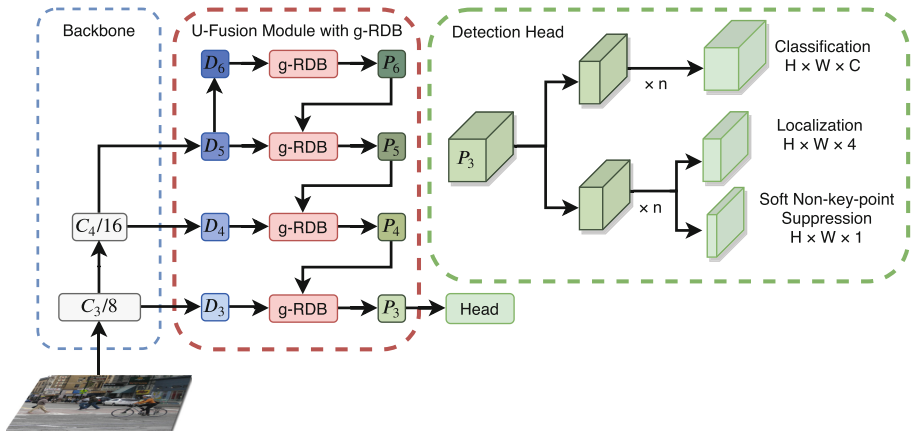 Backbone
U-Fusion Module with g-RDB
Detection Head
D6
g-RDB
P6
D5
g-RDB
P5
C4/16
D4
g-RDB
P4
C3/8
D3
g-RDB
P3
Head
P3
× n
Classification
H × W × C
× n
Localization
H × W × 4
Soft Non-key-point
Suppression
H × W × 1